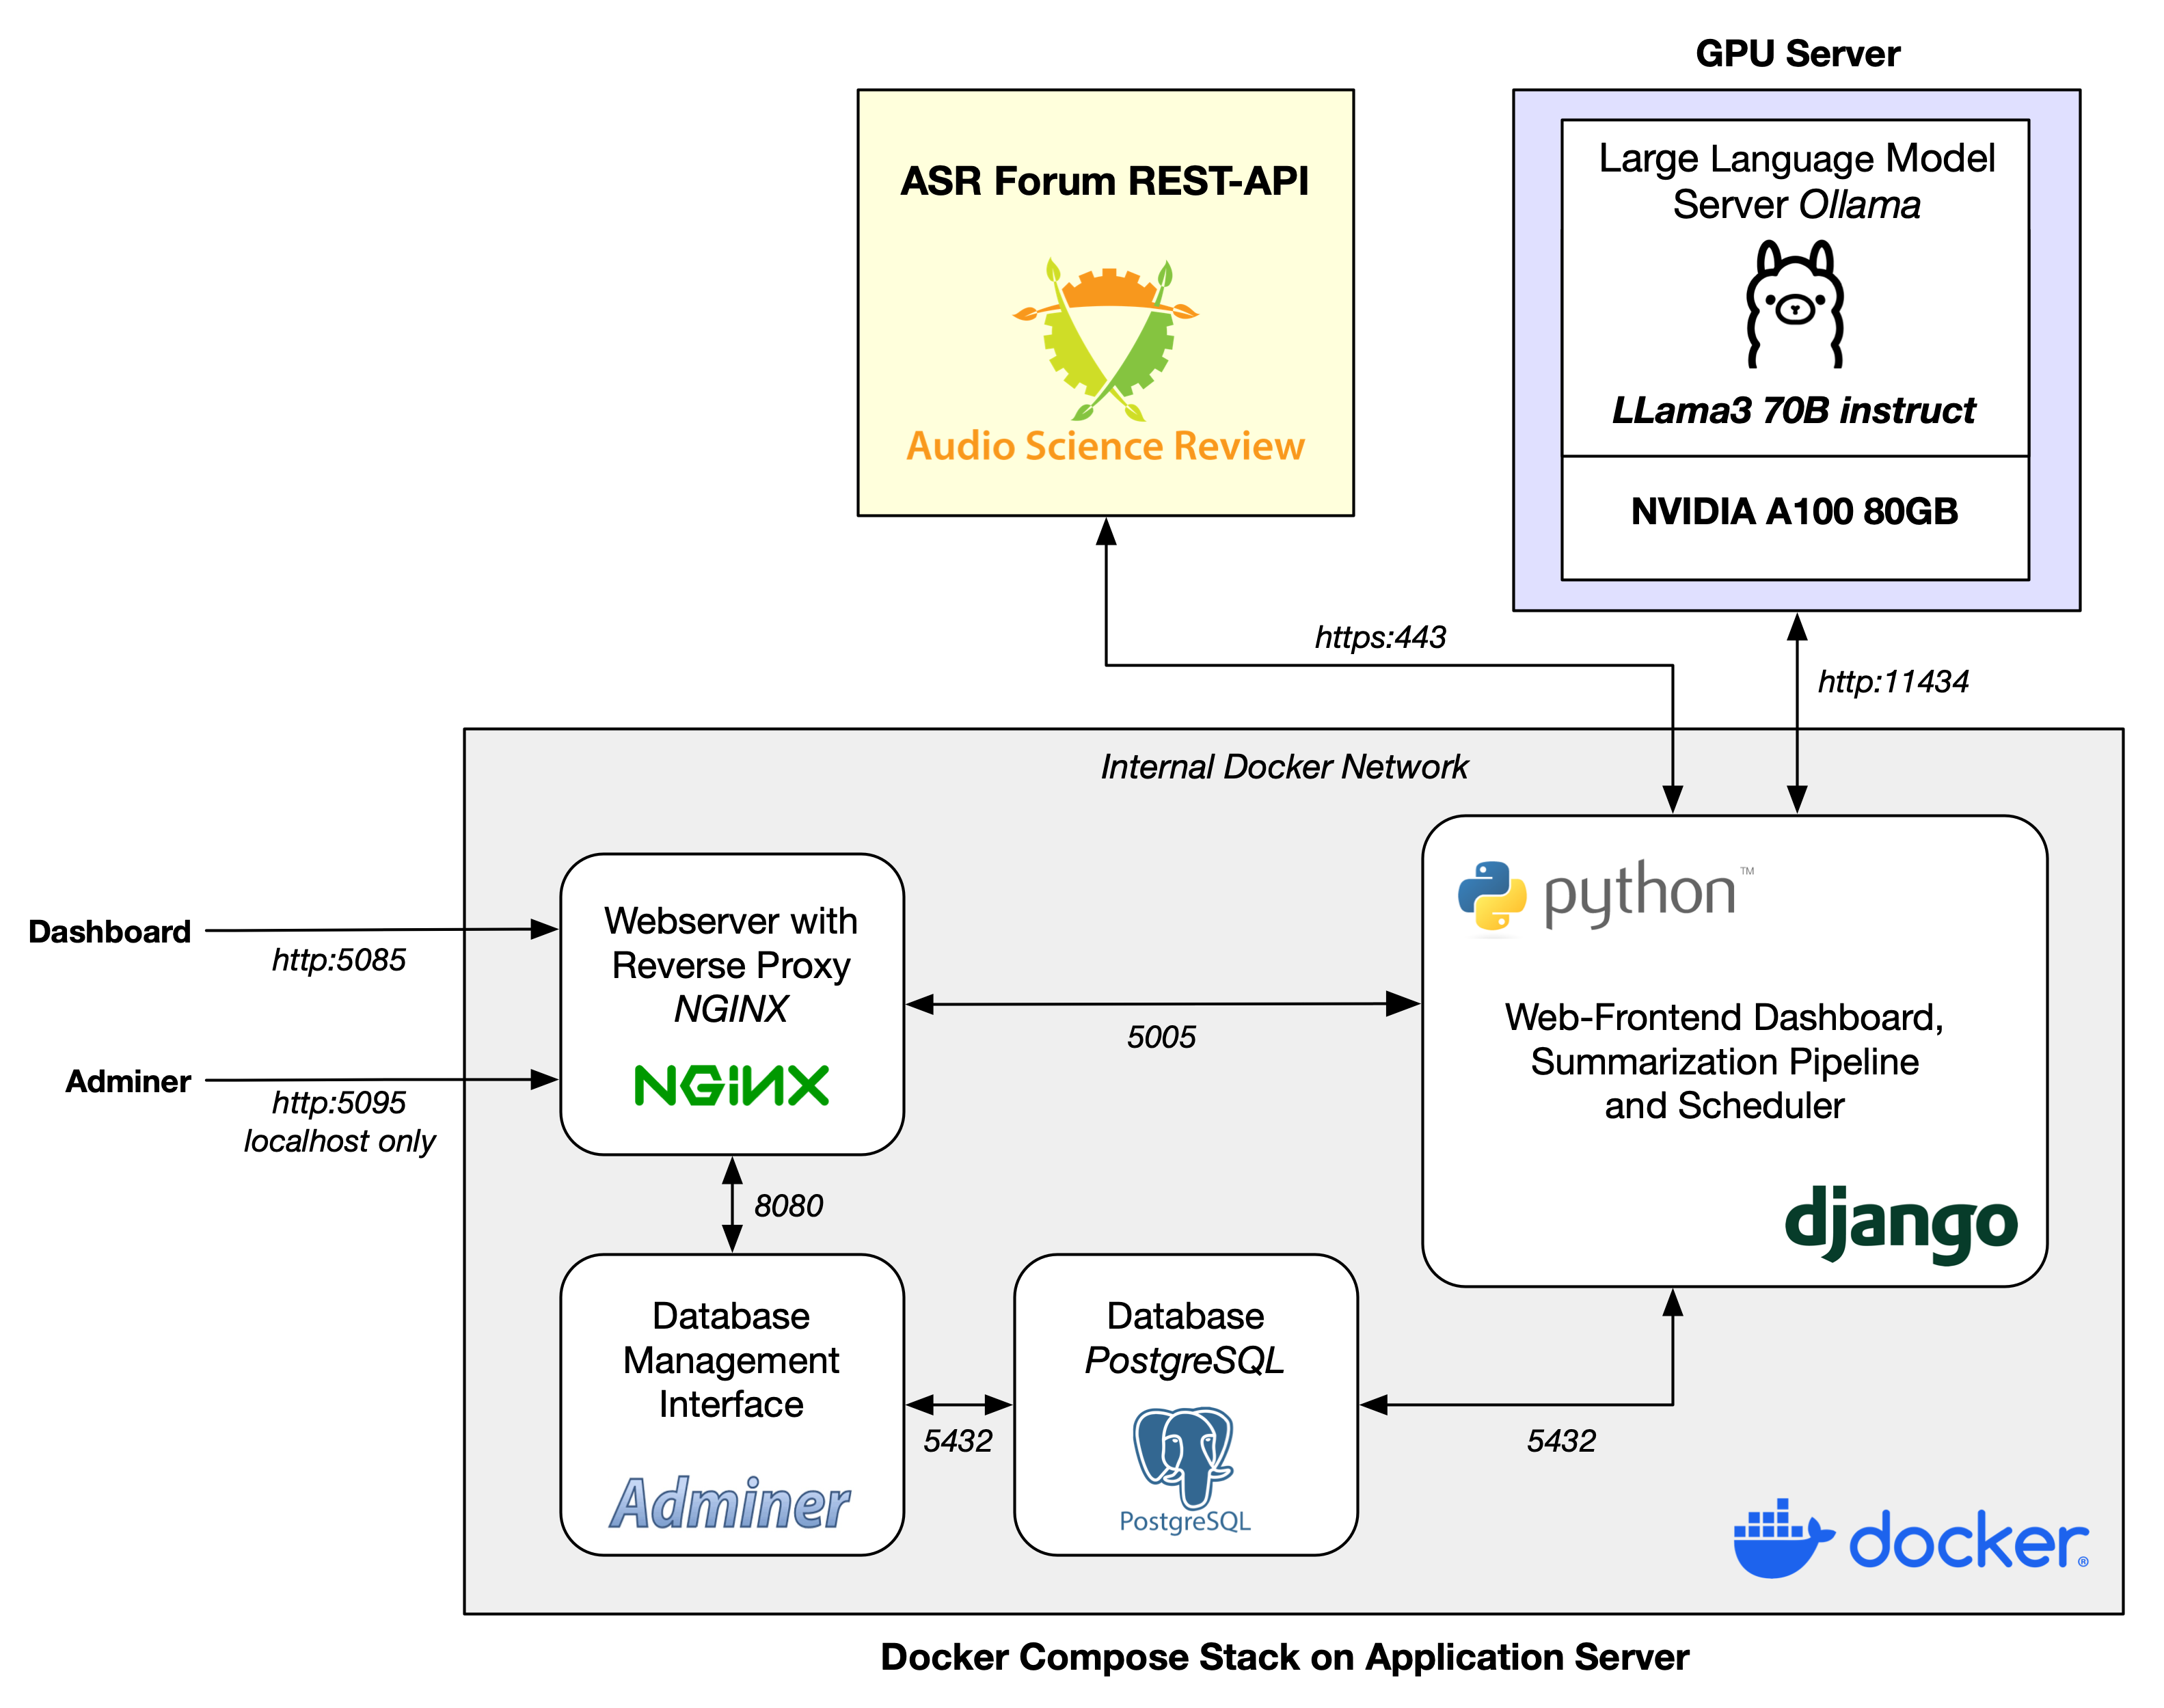 GPU Server
ASR Forum REST-API
Audio Science Review
Large Language Model
Server Ollama
LLama3 70B instruct
NVIDIA A100 80GB
https:443
http:11434
Internal Docker Network
Dashboard
http:5085
Adminer
http:5095
localhost only
Webserver with
Reverse Proxy
NGINX
NGINX
5005
python™
Web-Frontend Dashboard,
Summarization Pipeline
and Scheduler
django
8080
Database
Management
Interface
Adminer
5432
Database
PostgreSQL
PostgreSQL
5432
docker®
Docker Compose Stack on Application Server